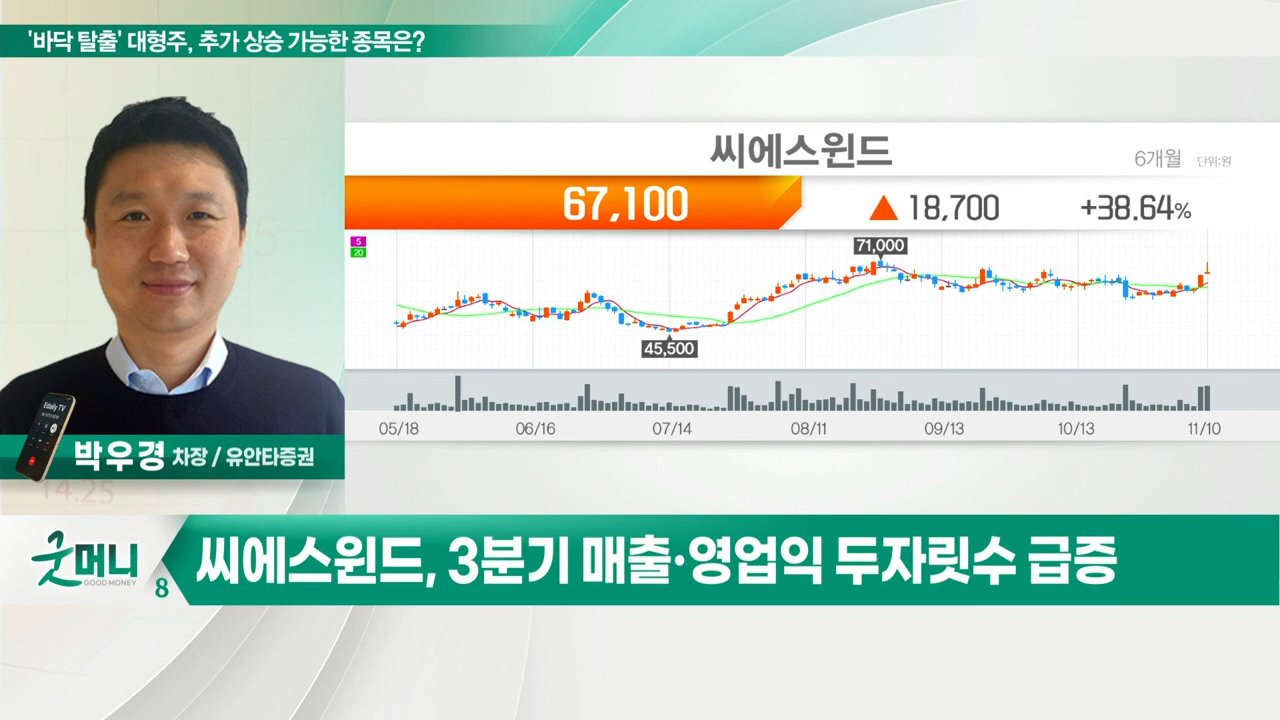 '바닥 탈출' 대형주, 추가 상승 가능한 종목은?
씨에스윈드
6개월 단위:원
67,100 ▲ 18,700 +38.64%
5
20
71,000
45,500
05/18 06/16 07/14 08/11 09/13 10/13 11/10
Edaily TV
박우경 차장 / 유안타증권
14.25
굿머니
GOOD MONEY
8
씨에스윈드, 3분기 매출·영업익 두자릿수 급증